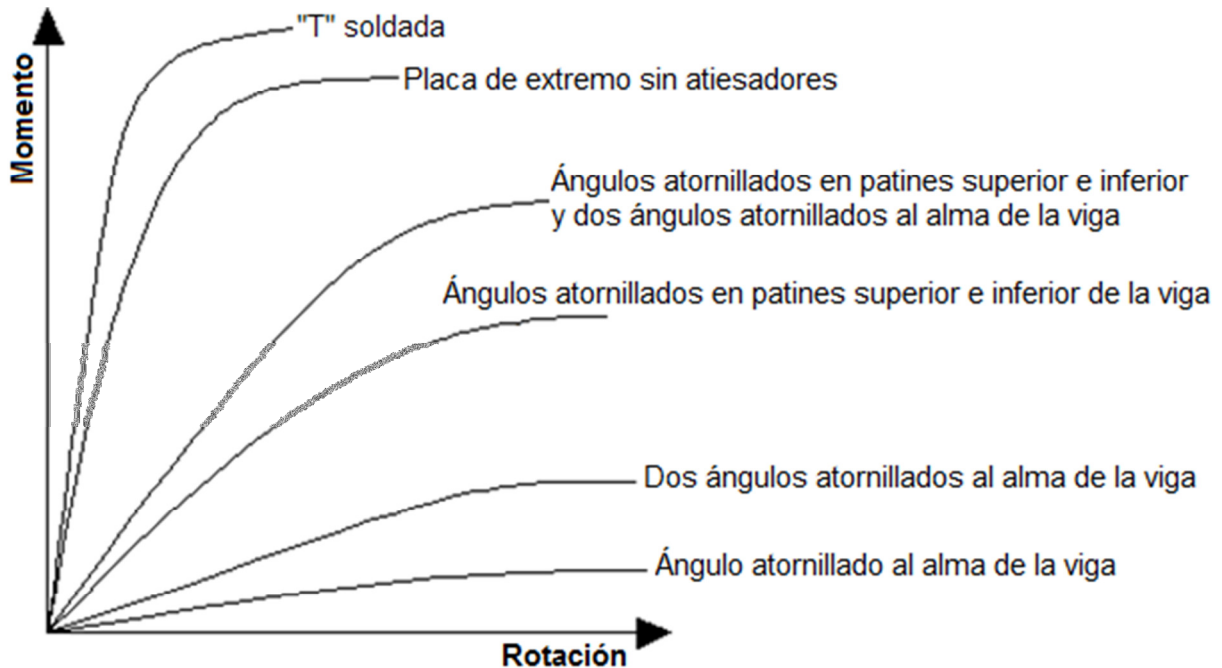 "T" soldada
Placa de extremo sin atiesadores
Momento
Ángulos atornillados en patines superior e inferior
y dos ángulos atornillados al alma de la viga
Ángulos atornillados en patines superior e inferior de la viga
Dos ángulos atornillados al alma de la viga
Ángulo atornillado al alma de la viga
Rotación